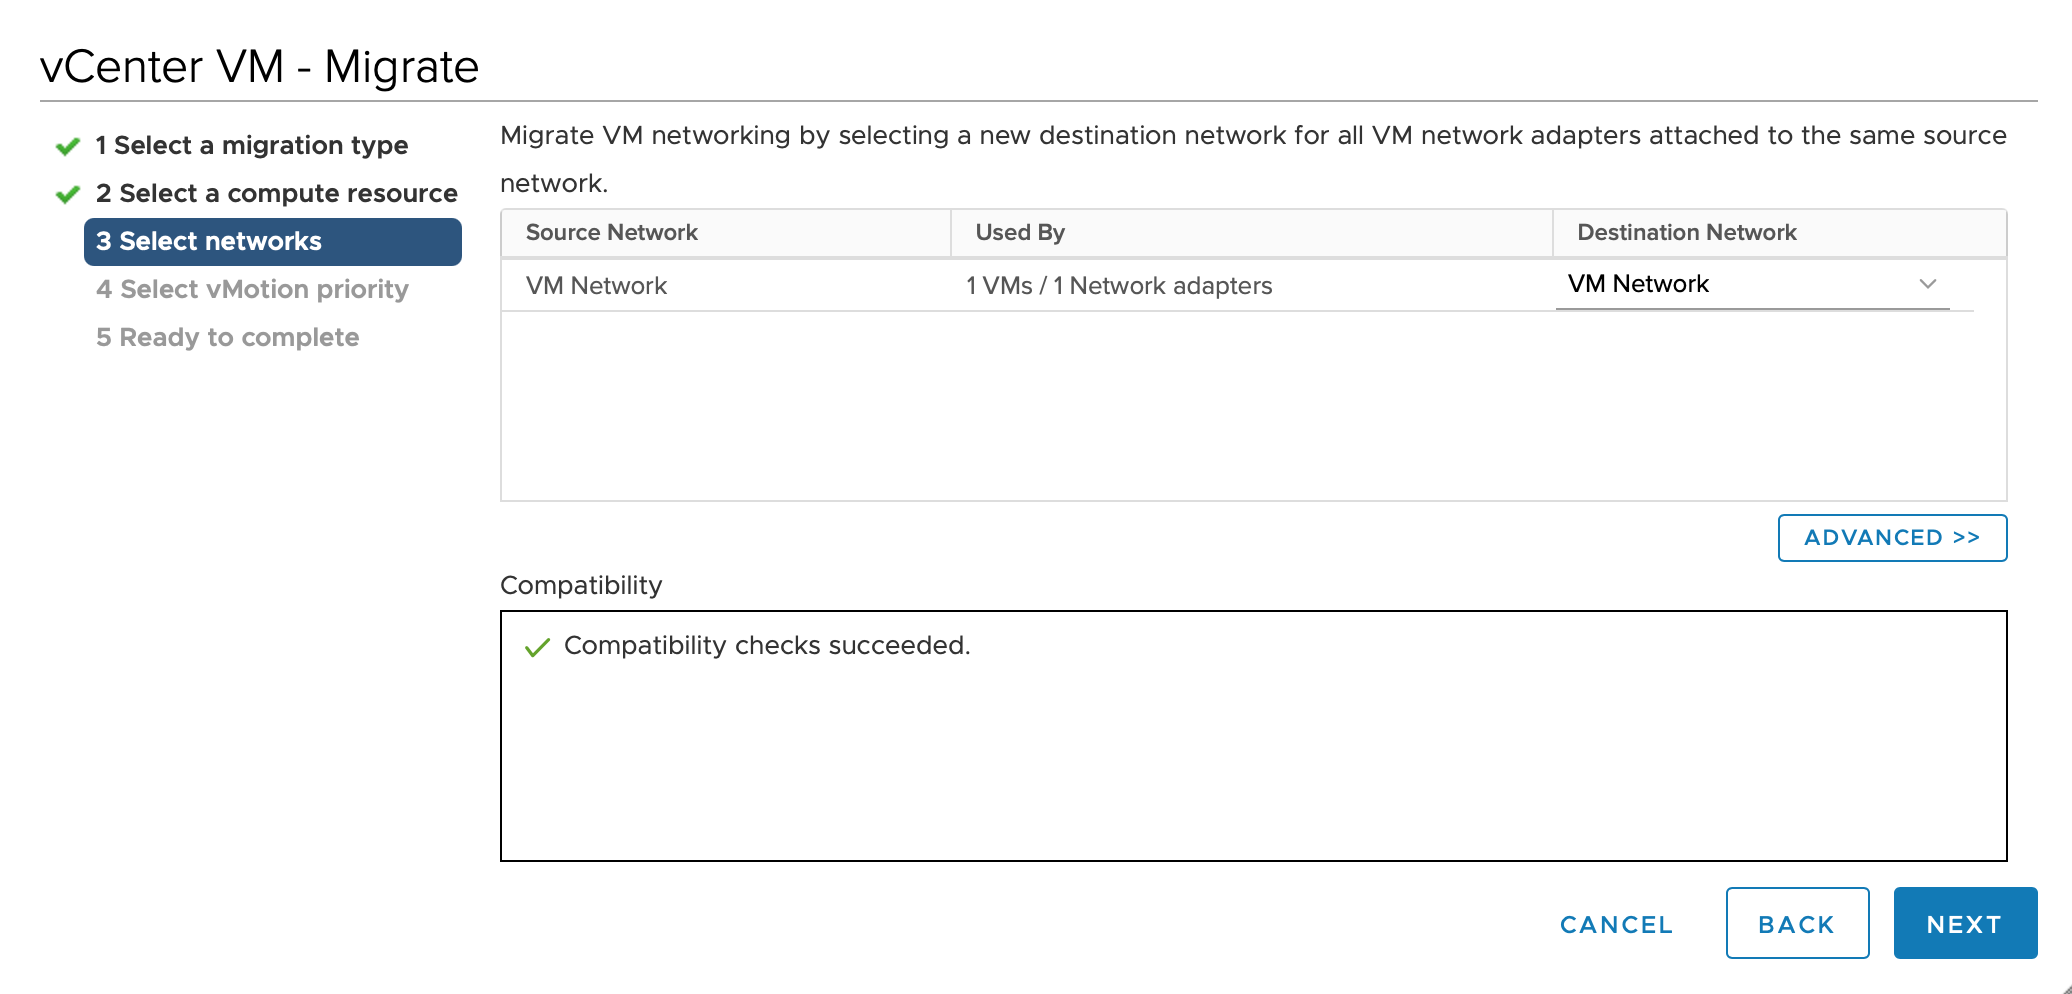 vCenter VM - Migrate
1 Select a migration type
2 Select a compute resource
3 Select networks
4 Select vMotion priority
5 Ready to complete
Migrate VM networking by selecting a new destination network for all VM network adapters attached to the same source
network.
Source Network Used By Destination Network
VM Network 1 VMs / 1 Network adapters VM Network
ADVANCED >>
Compatibility
Compatibility checks succeeded.
CANCEL BACK NEXT